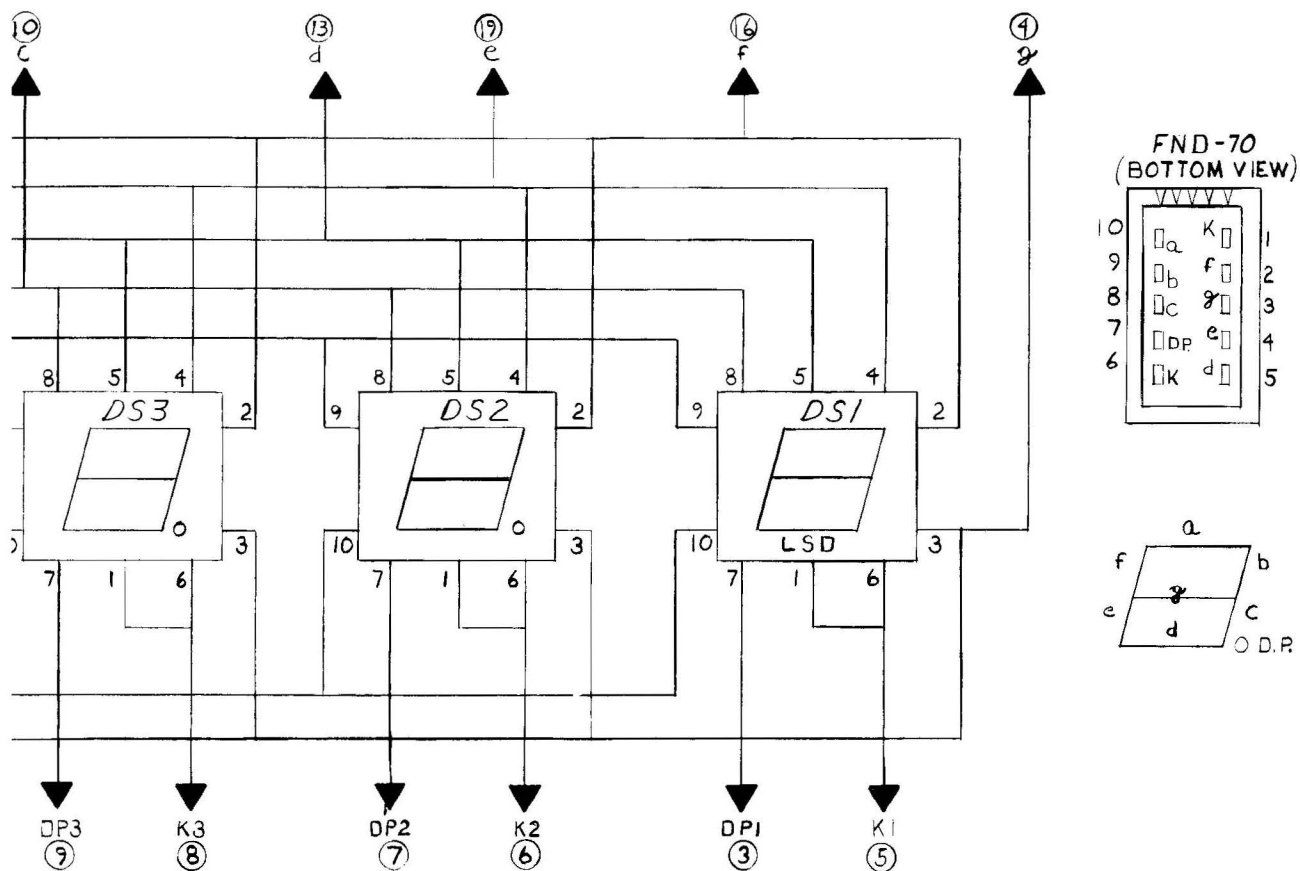 10 13 19 16 4
c d e f g
FND-70
(BOTTOM VIEW)
10 a K 1
9 b f 2
8 c g 3
7 D.P. e 4
6 K d 5
8 5 4 8 5 4 8 5 4
DS3 2 9 DS2 2 9 DS1 2
3 10 3 10 LSD 3
7 1 6 7 1 6 7 1 6
a
f b
g
e c
d
D.P.
DP3 K3 DP2 K2 DP1 K1
9 8 7 6 3 5